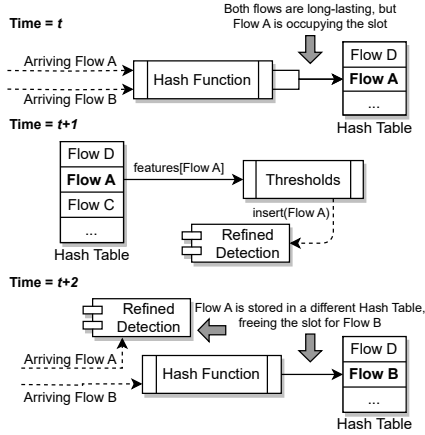 Both flows are long-lasting, but
Flow A is occupying the slot
Time = t
Arriving Flow A
Arriving Flow B
Hash Function
Flow D
Flow A
...
Hash Table
Time = t+1
Flow D
Flow A
Flow C
...
Hash Table
features[Flow A]
Thresholds
insert(Flow A)
Refined
Detection
Time = t+2
Refined
Detection
Flow A is stored in a different Hash Table,
freeing the slot for Flow B
Arriving Flow A
Arriving Flow B
Hash Function
Flow D
Flow B
...
Hash Table